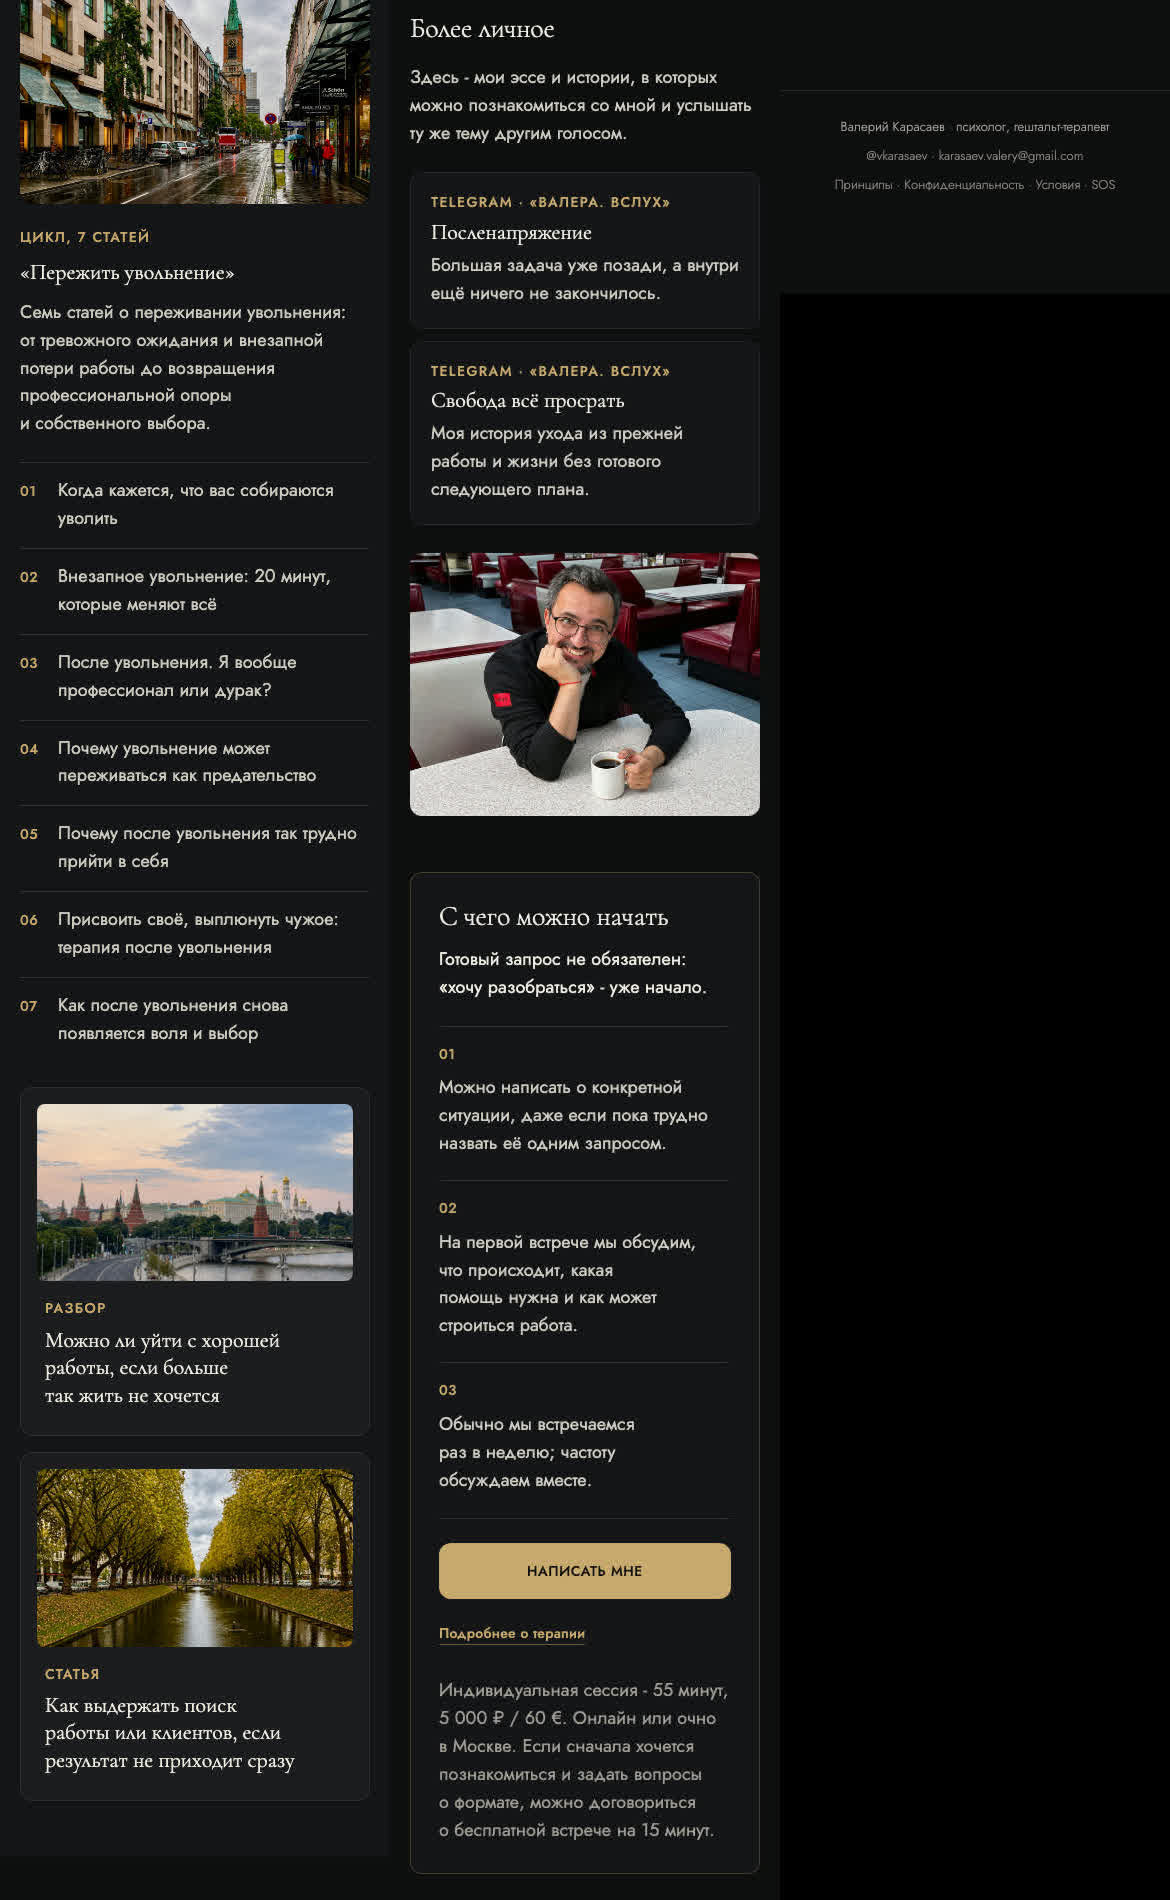 ЦИКЛ, 7 СТАТЕЙ
«Пережить увольнение»
Семь статей о переживании увольнения:
от тревожного ожидания и внезапной
потери работы до возвращения
профессиональной опоры
и собственного выбора.
01 Когда кажется, что вас собираются
уволить
02 Внезапное увольнение: 20 минут,
которые меняют всё
03 После увольнения. Я вообще
профессионал или дурак?
04 Почему увольнение может
переживаться как предательство
05 Почему после увольнения так трудно
прийти в себя
06 Присвоить своё, выплюнуть чужое:
терапия после увольнения
07 Как после увольнения снова
появляется воля и выбор
РАЗБОР
Можно ли уйти с хорошей
работы, если больше
так жить не хочется
СТАТЬЯ
Как выдержать поиск
работы или клиентов, если
результат не приходит сразу
Более личное
Здесь - мои эссе и истории, в которых
можно познакомиться со мной и услышать
ту же тему другим голосом.
TELEGRAM · «ВАЛЕРА. ВСЛУХ»
Посленапряжение
Большая задача уже позади, а внутри
ещё ничего не закончилось.
TELEGRAM · «ВАЛЕРА. ВСЛУХ»
Свобода всё просрать
Моя история ухода из прежней
работы и жизни без готового
следующего плана.
С чего можно начать
Готовый запрос не обязателен:
«хочу разобраться» - уже начало.
01
Можно написать о конкретной
ситуации, даже если пока трудно
назвать её одним запросом.
02
На первой встрече мы обсудим,
что происходит, какая
помощь нужна и как может
строиться работа.
03
Обычно мы встречаемся
раз в неделю; частоту
обсуждаем вместе.
НАПИСАТЬ МНЕ
Подробнее о терапии
Индивидуальная сессия - 55 минут,
5 000 ₽ / 60 €. Онлайн или очно
в Москве. Если сначала хочется
познакомиться и задать вопросы
о формате, можно договориться
о бесплатной встрече на 15 минут.
Валерий Карасаев · психолог, гештальт-терапевт
@vkarasaev · karasaev.valery@gmail.com
Принципы · Конфиденциальность · Условия · SOS